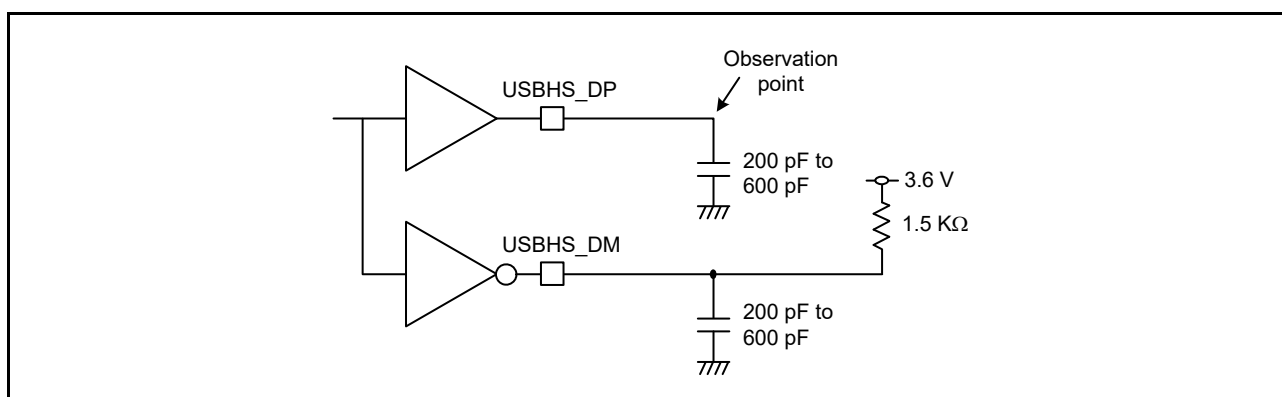 Observation
point
USBHS_DP
200 pF to
600 pF
3.6 V
1.5 KΩ
USBHS_DM
200 pF to
600 pF